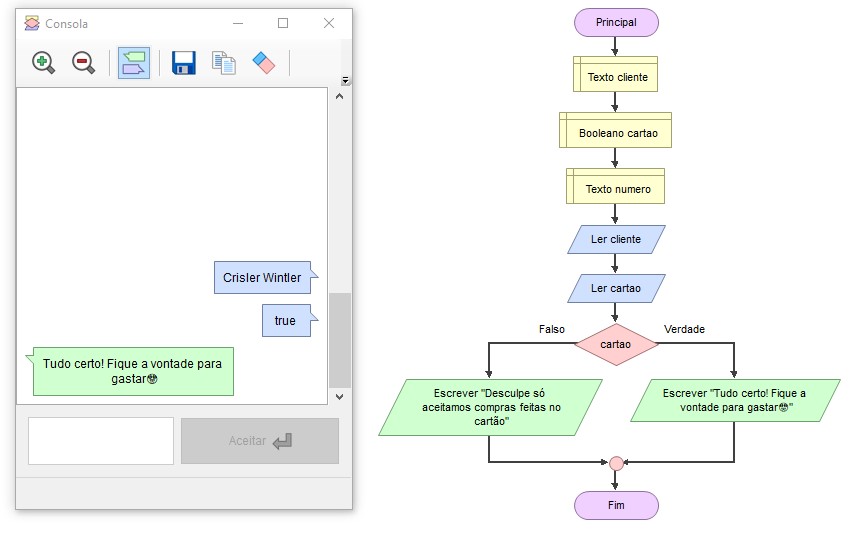 Consola
Crisler Wintler
true
Tudo certo! Fique a vontade para
gastar🤓
Aceitar
Principal
Texto cliente
Booleano cartao
Texto numero
Ler cliente
Ler cartao
Falso
Verdade
cartao
Escrever "Desculpe só
aceitamos compras feitas no
cartão"
Escrever "Tudo certo! Fique a
vontade para gastar🤓"
Fim